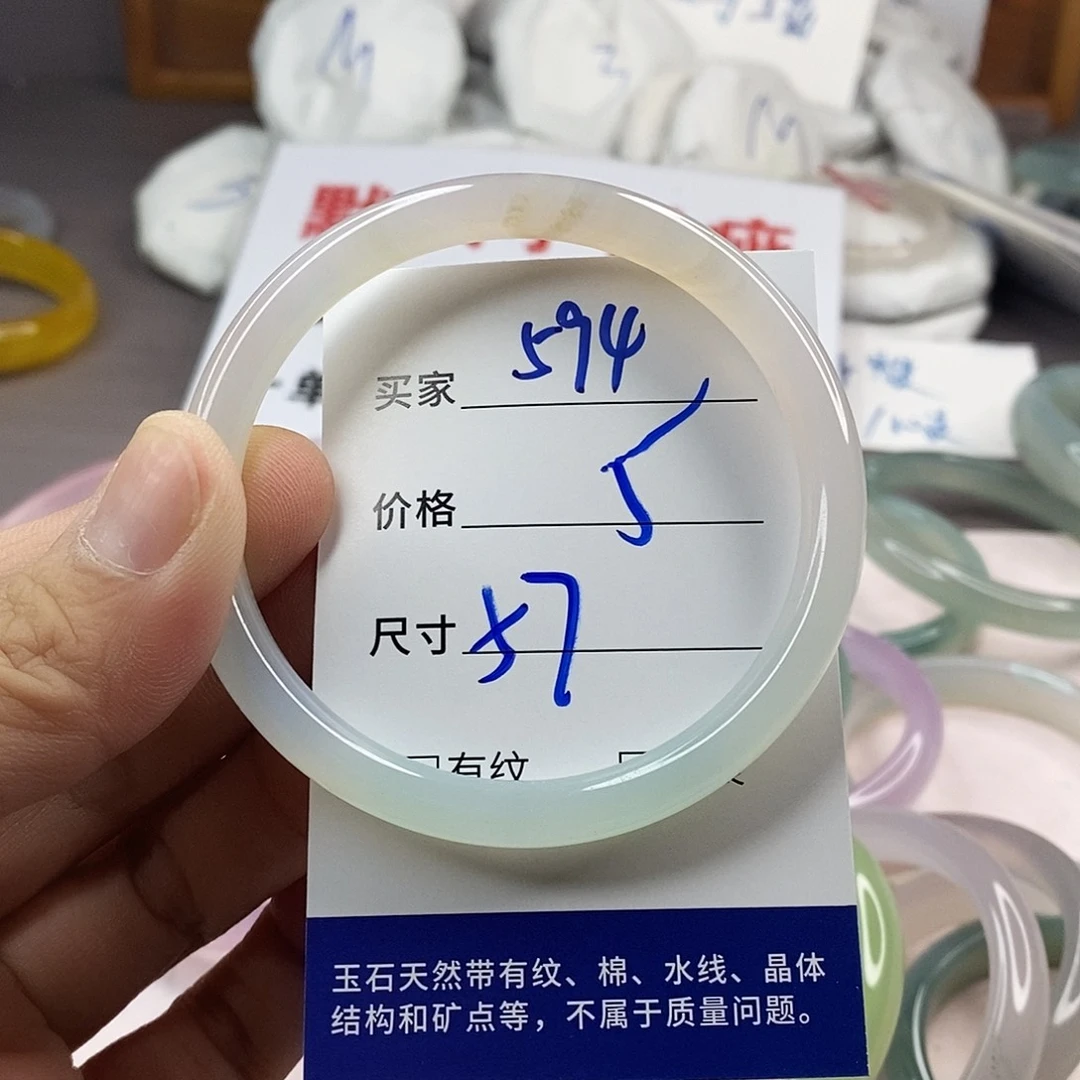 买家 594
价格 5
尺寸 57
有纹
玉石天然带有纹、棉、水线、晶体
结构和矿点等，不属于质量问题。